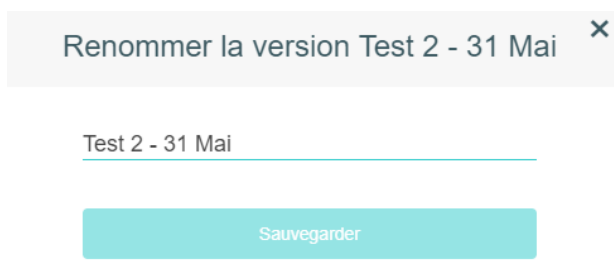 Renommer la version Test 2 - 31 Mai
Test 2 - 31 Mai
Sauvegarder